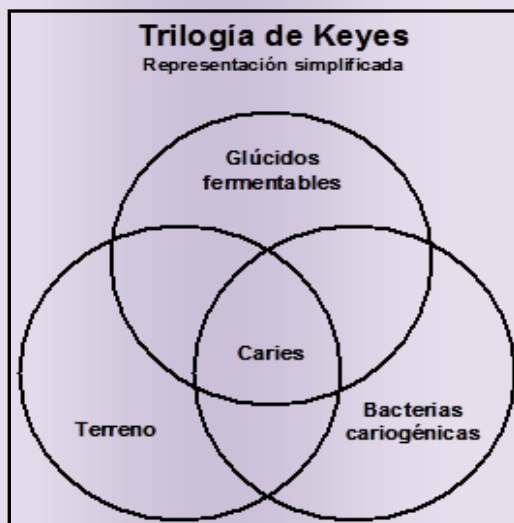 Trilogía de Keyes
Representación simplificada
Glúcidos
fermentables
Caries
Terreno
Bacterias
cariogénicas